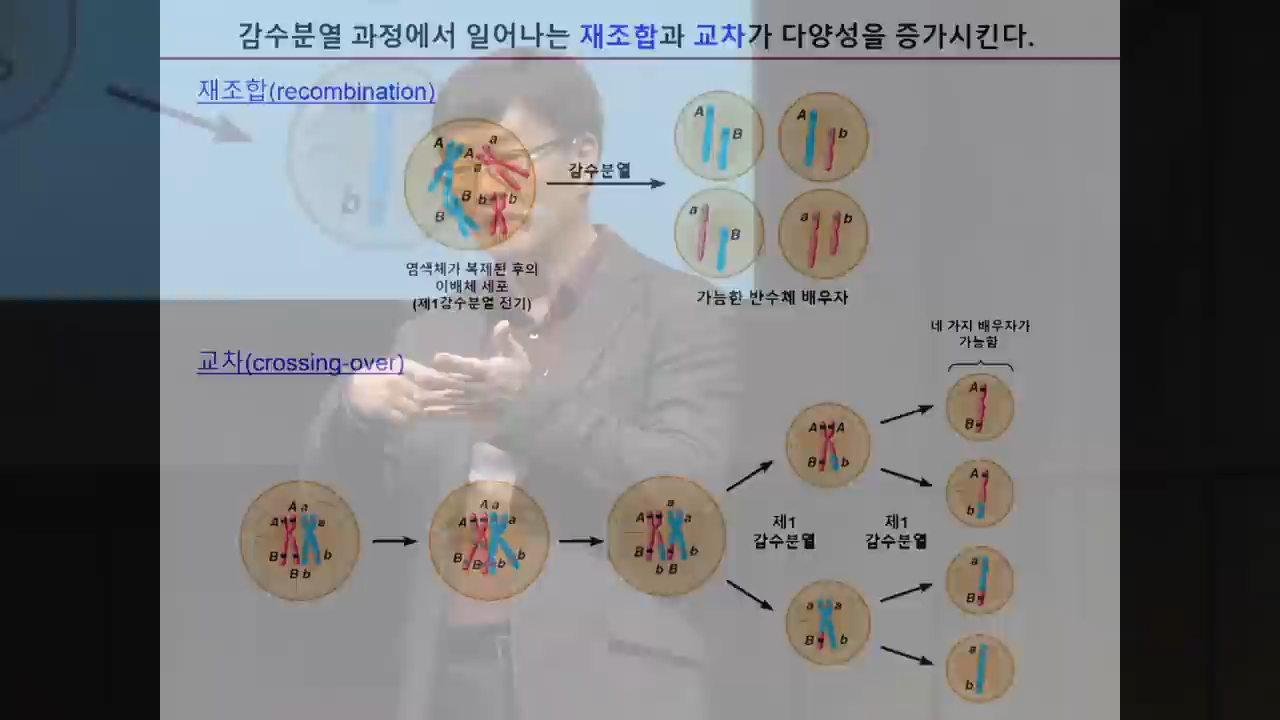 감수분열 과정에서 일어나는 재조합과 교차가 다양성을 증가시킨다.
재조합(recombination)
A
a
A
a
B
b
b
B
감수분열
A
B
A
b
a
B
a
b
b
염색체가 복제된 후의
이배체 세포
(제1감수분열 전기)
가능한 반수체 배우자
교차(crossing-over)
네 가지 배우자가
가능함
A
B
A
b
a
B
a
b
A A
B b
a a
B b
제1
감수분열
제1
감수분열
A a
A a
B b
B b
A a
A a
B B b b
a
A a
B b
b B